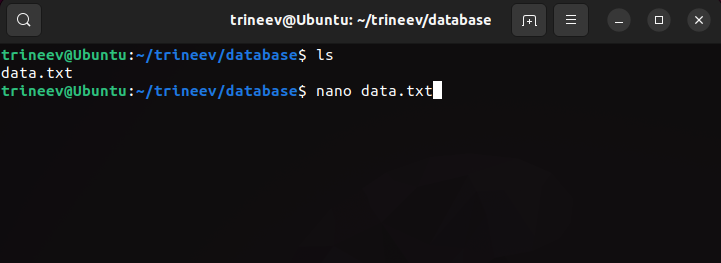 trineev@Ubuntu: ~/trineev/database
trineev@Ubuntu:~/trineev/database$ ls
data.txt
trineev@Ubuntu:~/trineev/database$ nano data.txt